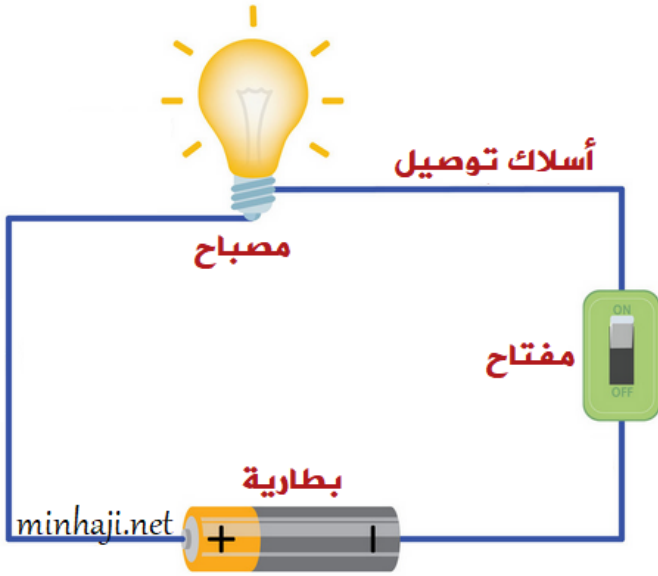 أسلاك توصيل
مصباح
ON
مفتاح
OFF
بطارية
minhaji.net
+ −